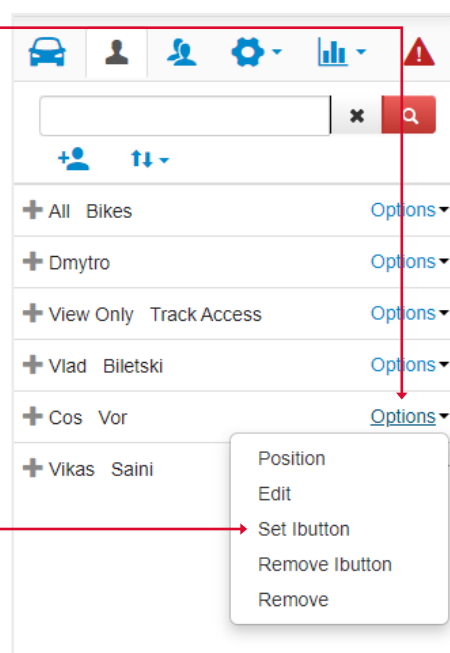 All Bikes Options
Dmytro Options
View Only Track Access Options
Vlad Biletski Options
Cos Vor Options
Vikas Saini
Position
Edit
Set Ibutton
Remove Ibutton
Remove